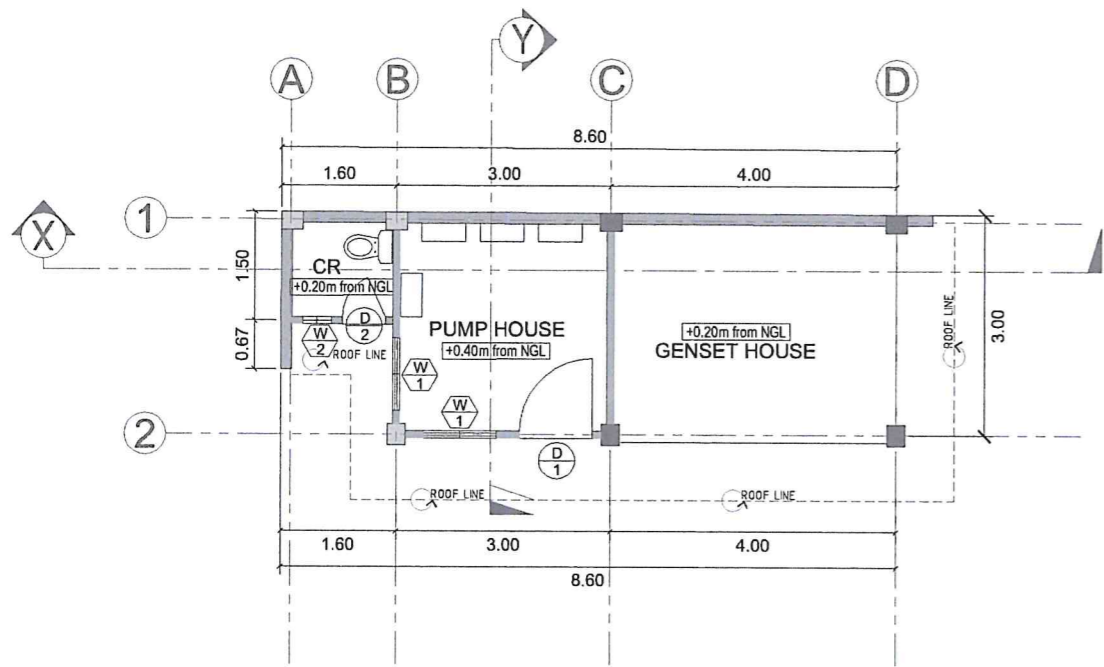 Y
A
B
C
D
8.60
1.60
3.00
4.00
1
X
1.50
CR
+0.20m from NGL
D
2
W
2
ROOF LINE
0.67
PUMP HOUSE
+0.40m from NGL
+0.20m from NGL
GENSET HOUSE
ROOF LINE
3.00
W
1
W
1
2
D
1
ROOF LINE
ROOF LINE
1.60
3.00
4.00
8.60